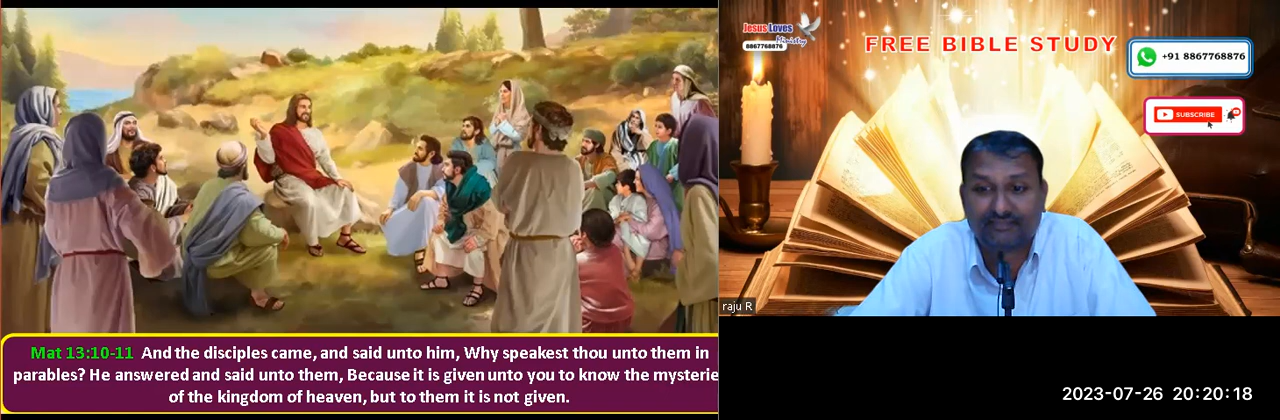 Mat 13:10-11 And the disciples came, and said unto him, Why speakest thou unto them in
parables? He answered and said unto them, Because it is given unto you to know the mysterie
of the kingdom of heaven, but to them it is not given.
Jesus Loves
Ministry
8867768876
FREE BIBLE STUDY
+91 8867768876
SUBSCRIBE
raju R
2023-07-26 20:20:18